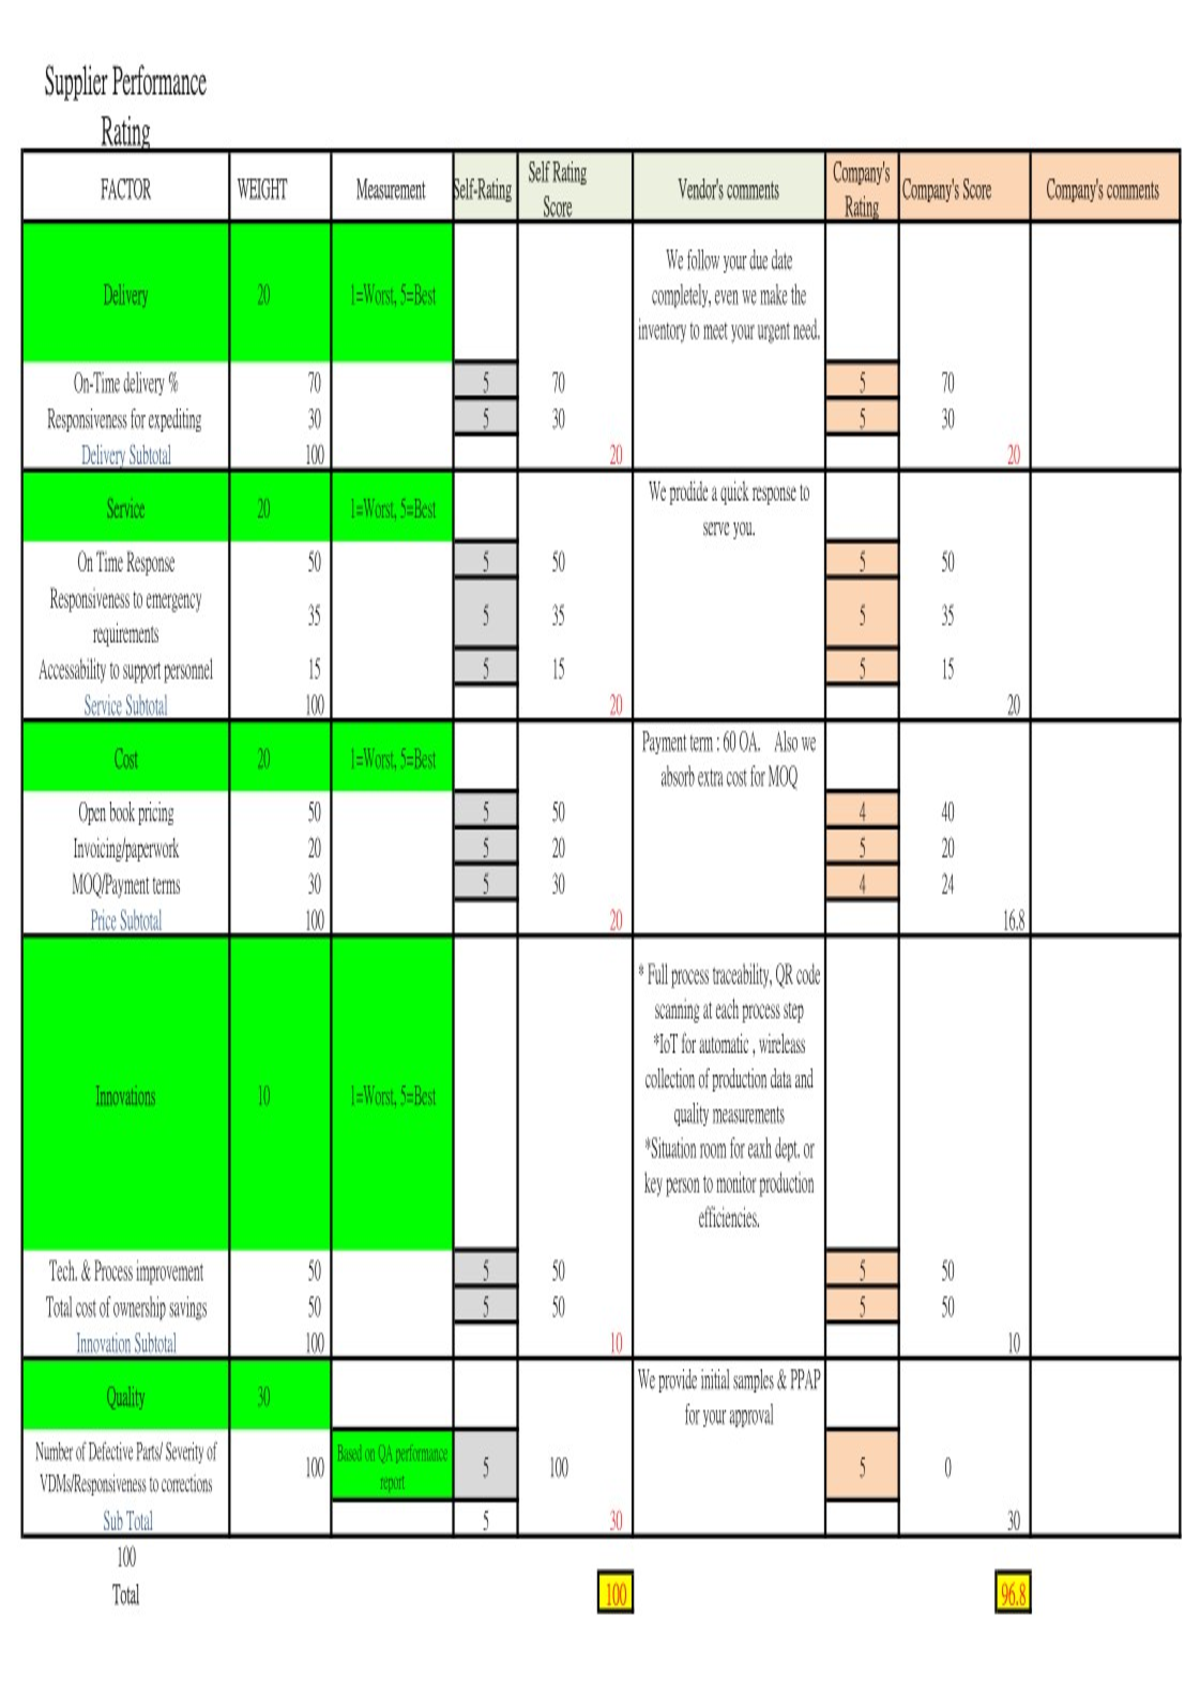 Supplier Performance
Rating
FACTOR WEIGHT Measurement Self-Rating Self Rating Score Vendor's comments Company's Rating Company's Score Company's comments
Delivery 20 1=Worst, 5=Best
We follow your due date
completely, even we make the
inventory to meet your urgent need.
On-Time delivery % 70 5 70 5 70
Responsiveness for expediting 30 5 30 5 30
Delivery Subtotal 100 20 20
Service 20 1=Worst, 5=Best
We prodide a quick response to
serve you.
On Time Response 50 5 50 5 50
Responsiveness to emergency
requirements 35 5 35 5 35
Accessability to support personnel 15 5 15 5 15
Service Subtotal 100 20 20
Cost 20 1=Worst, 5=Best
Payment term : 60 OA. Also we
absorb extra cost for MOQ
Open book pricing 50 5 50 4 40
Invoicing/paperwork 20 5 20 5 20
MOQ/Payment terms 30 5 30 4 24
Price Subtotal 100 20 16.8
Innovations 10 1=Worst, 5=Best
* Full process traceability, QR code
scanning at each process step
*IoT for automatic , wireleass
collection of production data and
quality measurements
*Situation room for eaxh dept. or
key person to monitor production
efficiencies.
Tech. & Process improvement 50 5 50 5 50
Total cost of ownership savings 50 5 50 5 50
Innovation Subtotal 100 10 10
Quality 30
We provide initial samples & PPAP
for your approval
Number of Defective Parts/ Severity of
VDMs/Responsiveness to corrections 100
Based on QA performance
report 5 100 5 0
Sub Total 5 30 30
100
Total 100 96.8